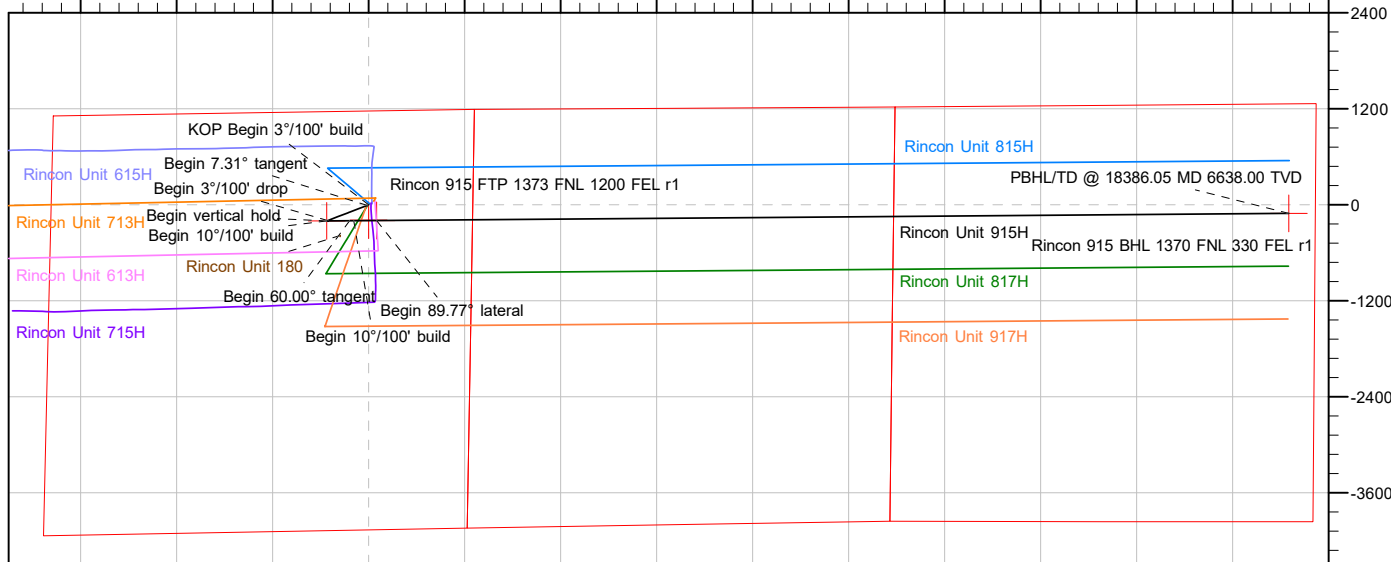 2400
1200
KOP Begin 3°/100' build
Rincon Unit 815H
Begin 7.31° tangent
Rincon Unit 615H
PBHL/TD @ 18386.05 MD 6638.00 TVD
Begin 3°/100' drop
Rincon 915 FTP 1373 FNL 1200 FEL r1
0
Begin vertical hold
Rincon Unit 713H
Begin 10°/100' build
Rincon Unit 915H
Rincon 915 BHL 1370 FNL 330 FEL r1
Rincon Unit 180
Rincon Unit 613H
Rincon Unit 817H
Begin 60.00° tangent
-1200
Begin 89.77° lateral
Rincon Unit 715H
Begin 10°/100' build
Rincon Unit 917H
-2400
-3600